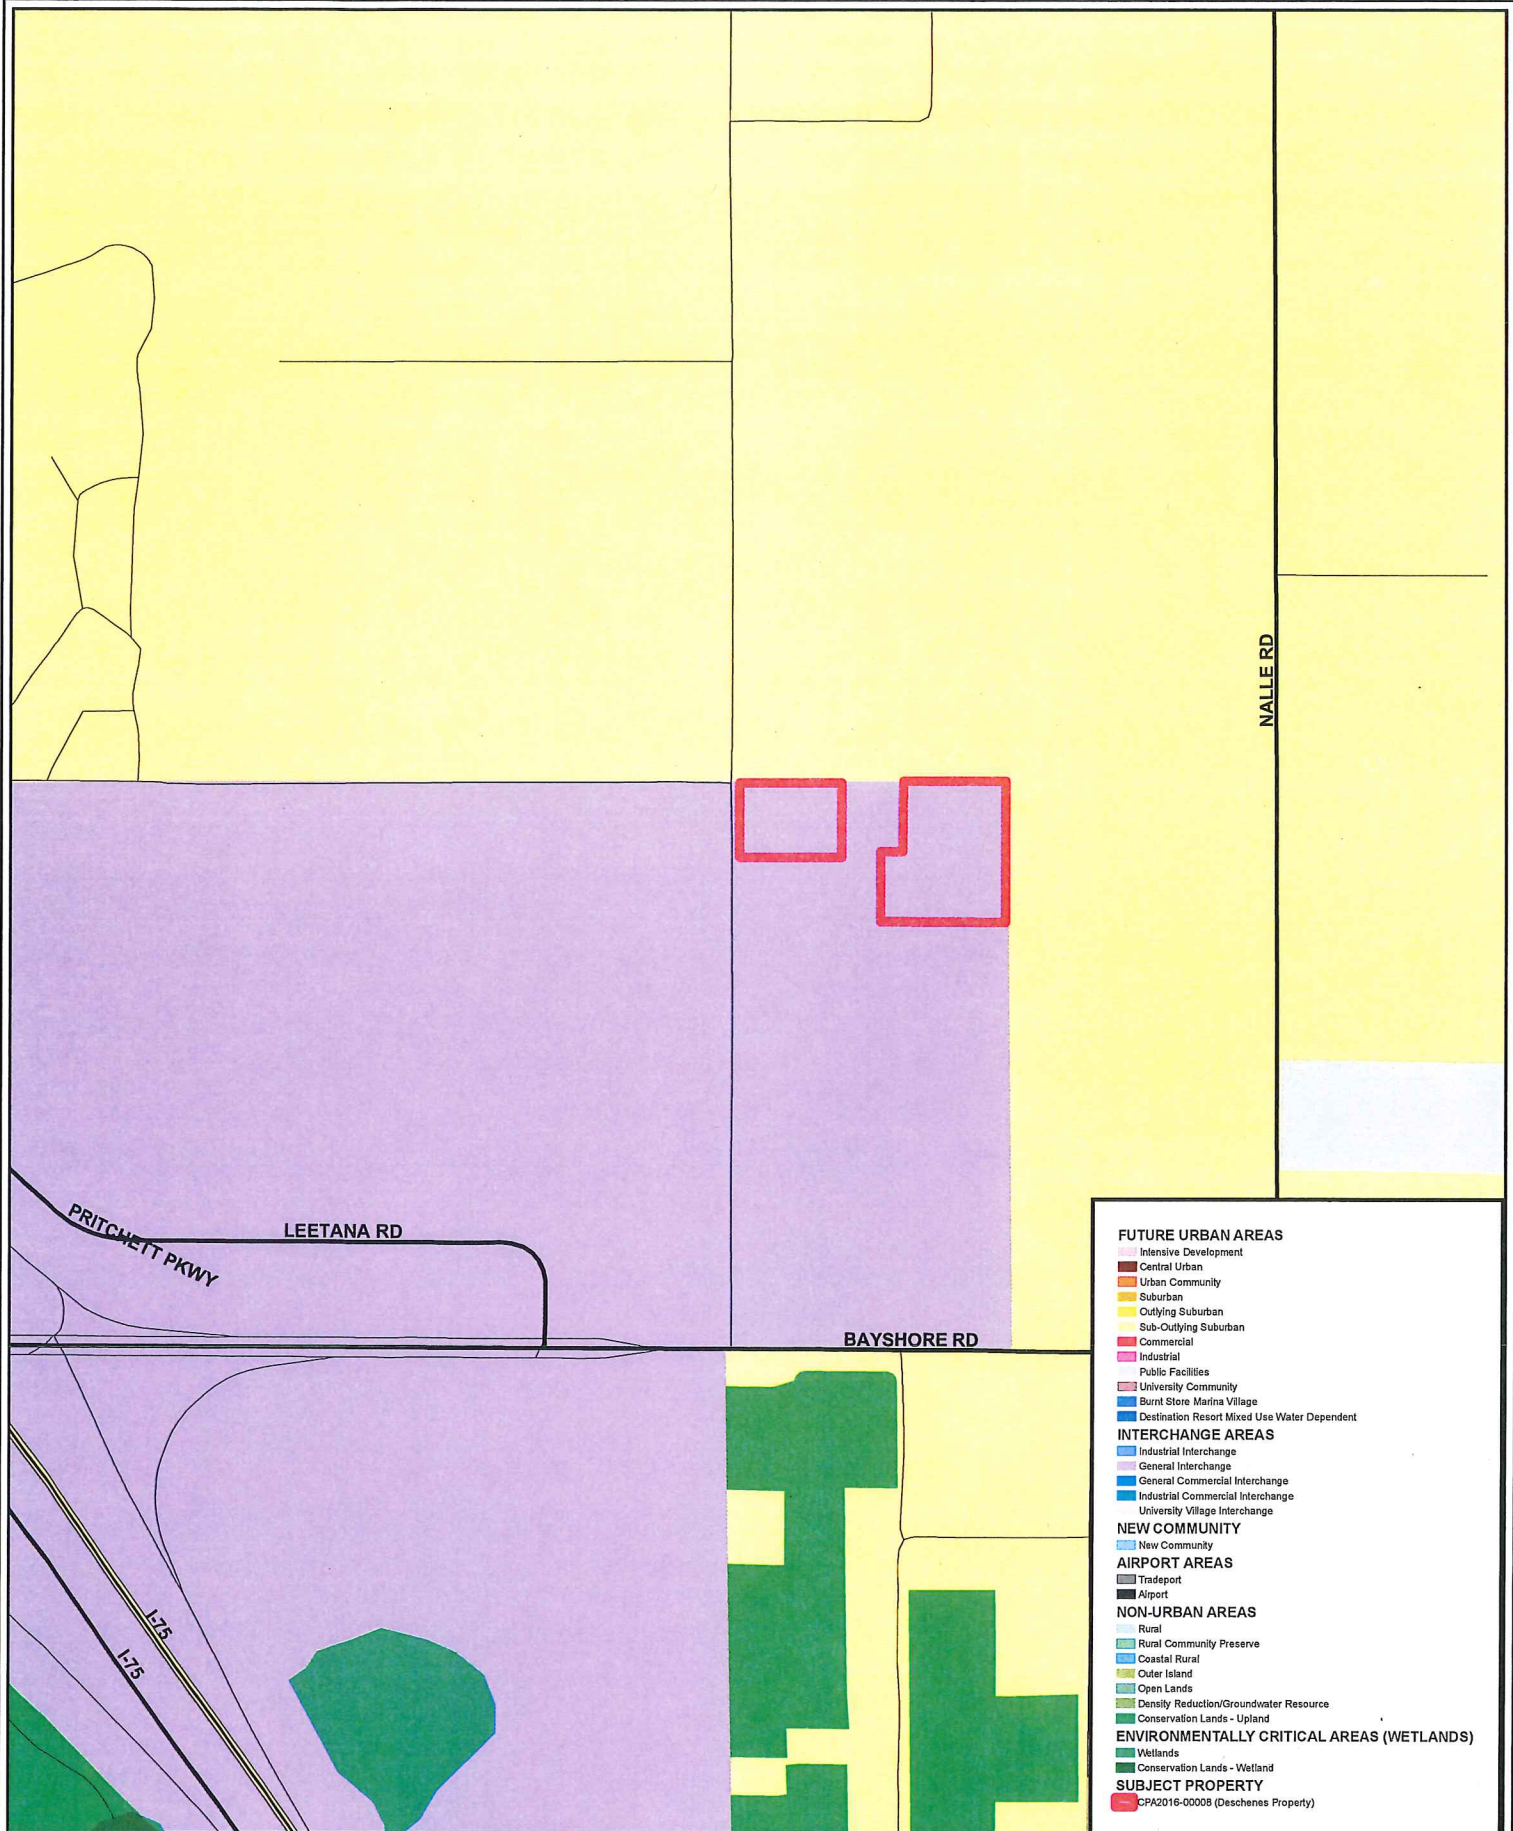 NALLE RD
PRITCHETT PKWY
LEETANA RD
BAYSHORE RD
I-75
I-75
FUTURE URBAN AREAS
Intensive Development
Central Urban
Urban Community
Suburban
Outlying Suburban
Sub-Outlying Suburban
Commercial
Industrial
Public Facilities
University Community
Burnt Store Marina Village
Destination Resort Mixed Use Water Dependent
INTERCHANGE AREAS
Industrial Interchange
General Interchange
General Commercial Interchange
Industrial Commercial Interchange
University Village Interchange
NEW COMMUNITY
New Community
AIRPORT AREAS
Tradeport
Airport
NON-URBAN AREAS
Rural
Rural Community Preserve
Coastal Rural
Outer Island
Open Lands
Density Reduction/Groundwater Resource
Conservation Lands - Upland
ENVIRONMENTALLY CRITICAL AREAS (WETLANDS)
Wetlands
Conservation Lands - Wetland
SUBJECT PROPERTY
CPA2016-00008 (Deschenes Property)